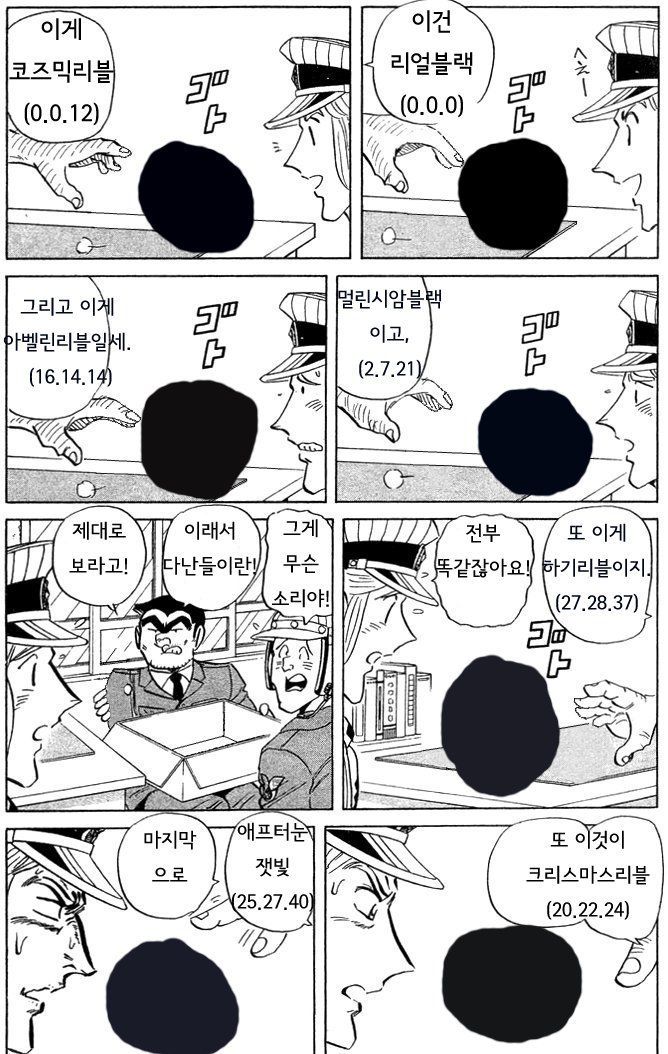 이건
리얼블랙
(0.0.0)
へえー
ゴト
이게
코즈믹리블
(0.0.12)
ゴト
멀린시암블랙
이고,
(2.7.21)
ゴト
그리고 이게
아벨린리블일세.
(16.14.14)
ゴト
또 이게
하기리블이지.
(27.28.37)
전부
똑같잖아요!
ゴト
그게
무슨
소리야!
이래서
다난들이란!
제대로
보라고!
또 이것이
크리스마스리블
(20.22.24)
애프터눈
잿빛
(25.27.40)
마지막
으로